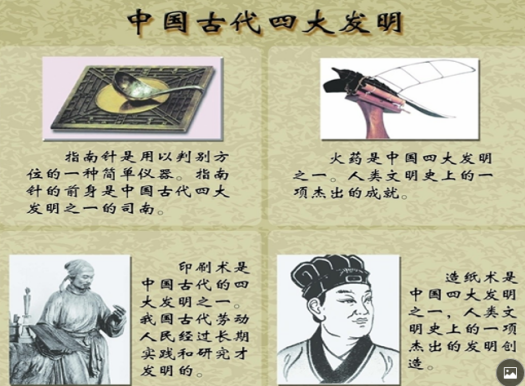 中国古代四大发明
指南针是用以判别方
位的一种简单仪器。指南
针的前身是中国古代四大
发明之一的司南。
火药是中国四大发明
之一。人类文明史上的一
项杰出的成就。
印刷术是
中国古代的四
大发明之一。
我国古代劳动
人民经过长期
实践和研究才
发明的。
造纸术是
中国四大发明
之一，人类文
明史上的一项
杰出的发明创
造。